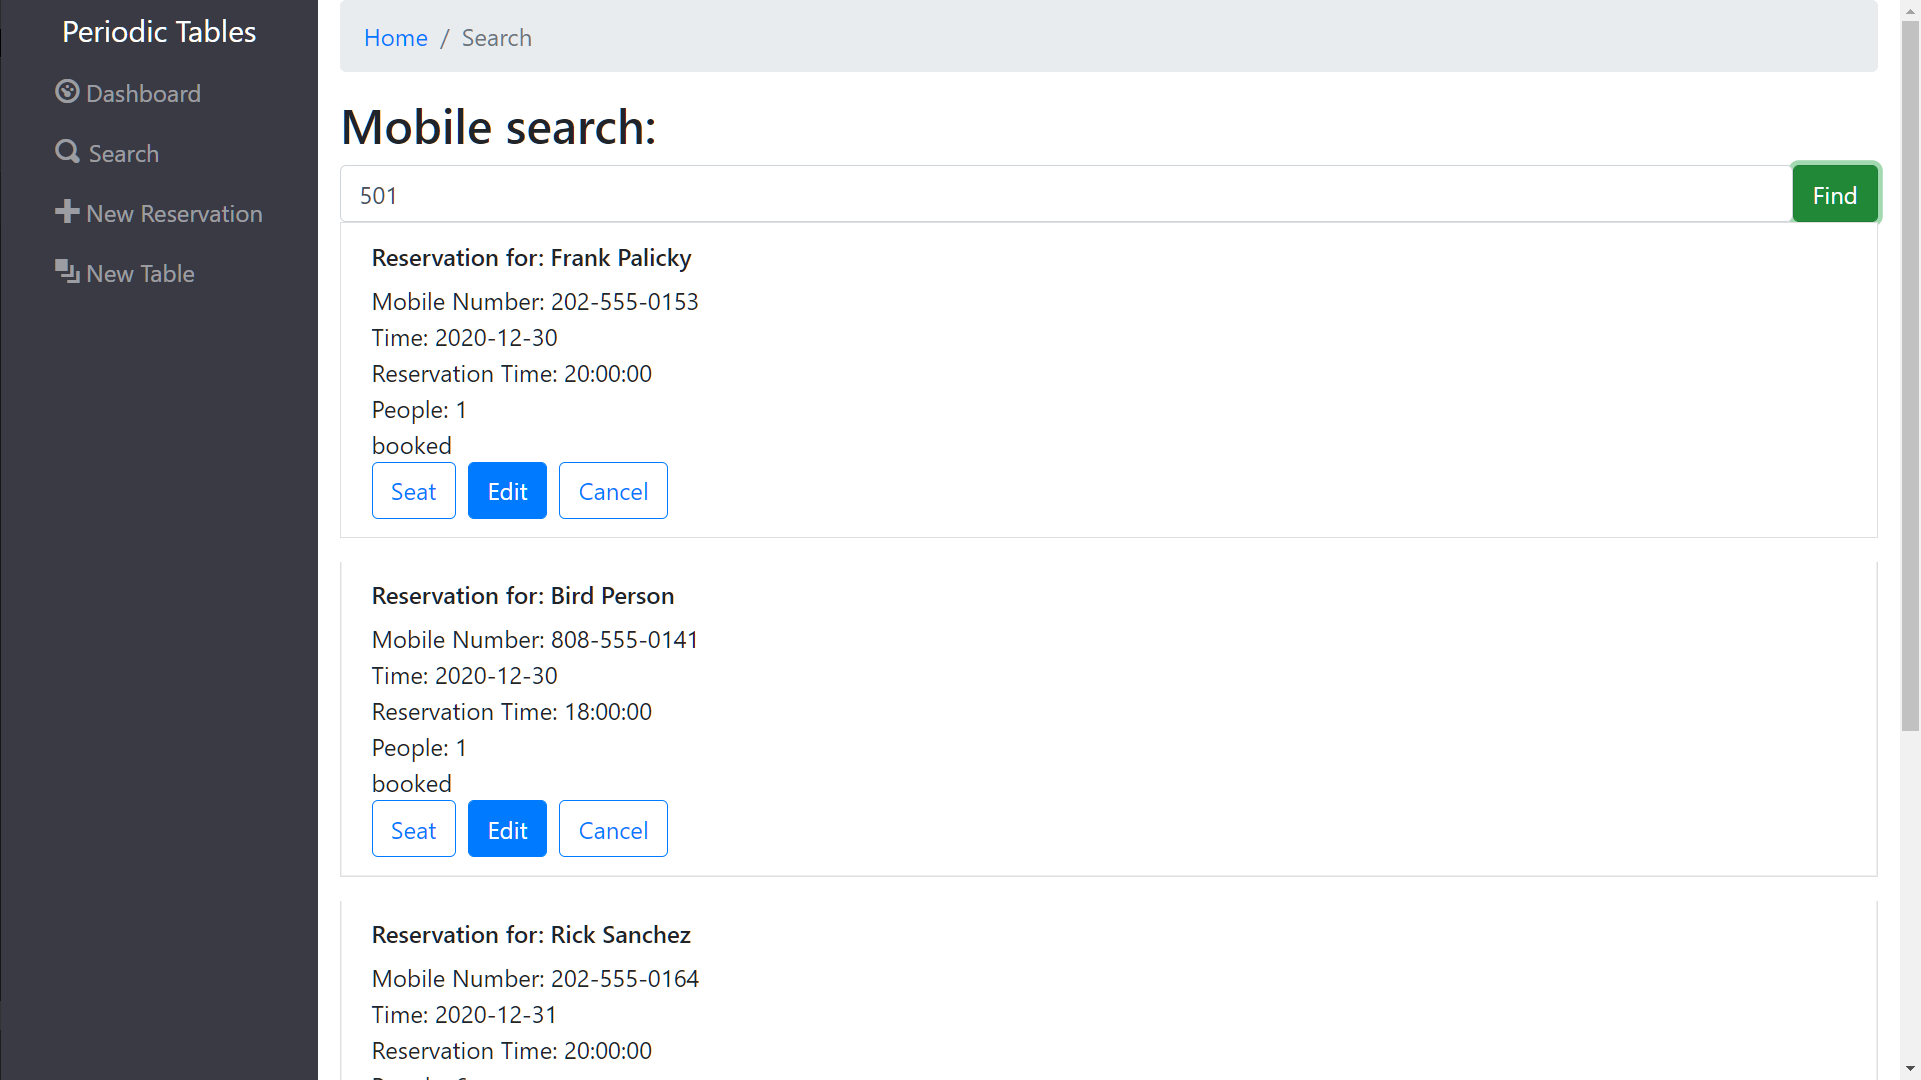 Periodic Tables
Dashboard
Search
New Reservation
New Table
Home / Search
Mobile search:
501
Find
Reservation for: Frank Palicky
Mobile Number: 202-555-0153
Time: 2020-12-30
Reservation Time: 20:00:00
People: 1
booked
Seat Edit Cancel
Reservation for: Bird Person
Mobile Number: 808-555-0141
Time: 2020-12-30
Reservation Time: 18:00:00
People: 1
booked
Seat Edit Cancel
Reservation for: Rick Sanchez
Mobile Number: 202-555-0164
Time: 2020-12-31
Reservation Time: 20:00:00